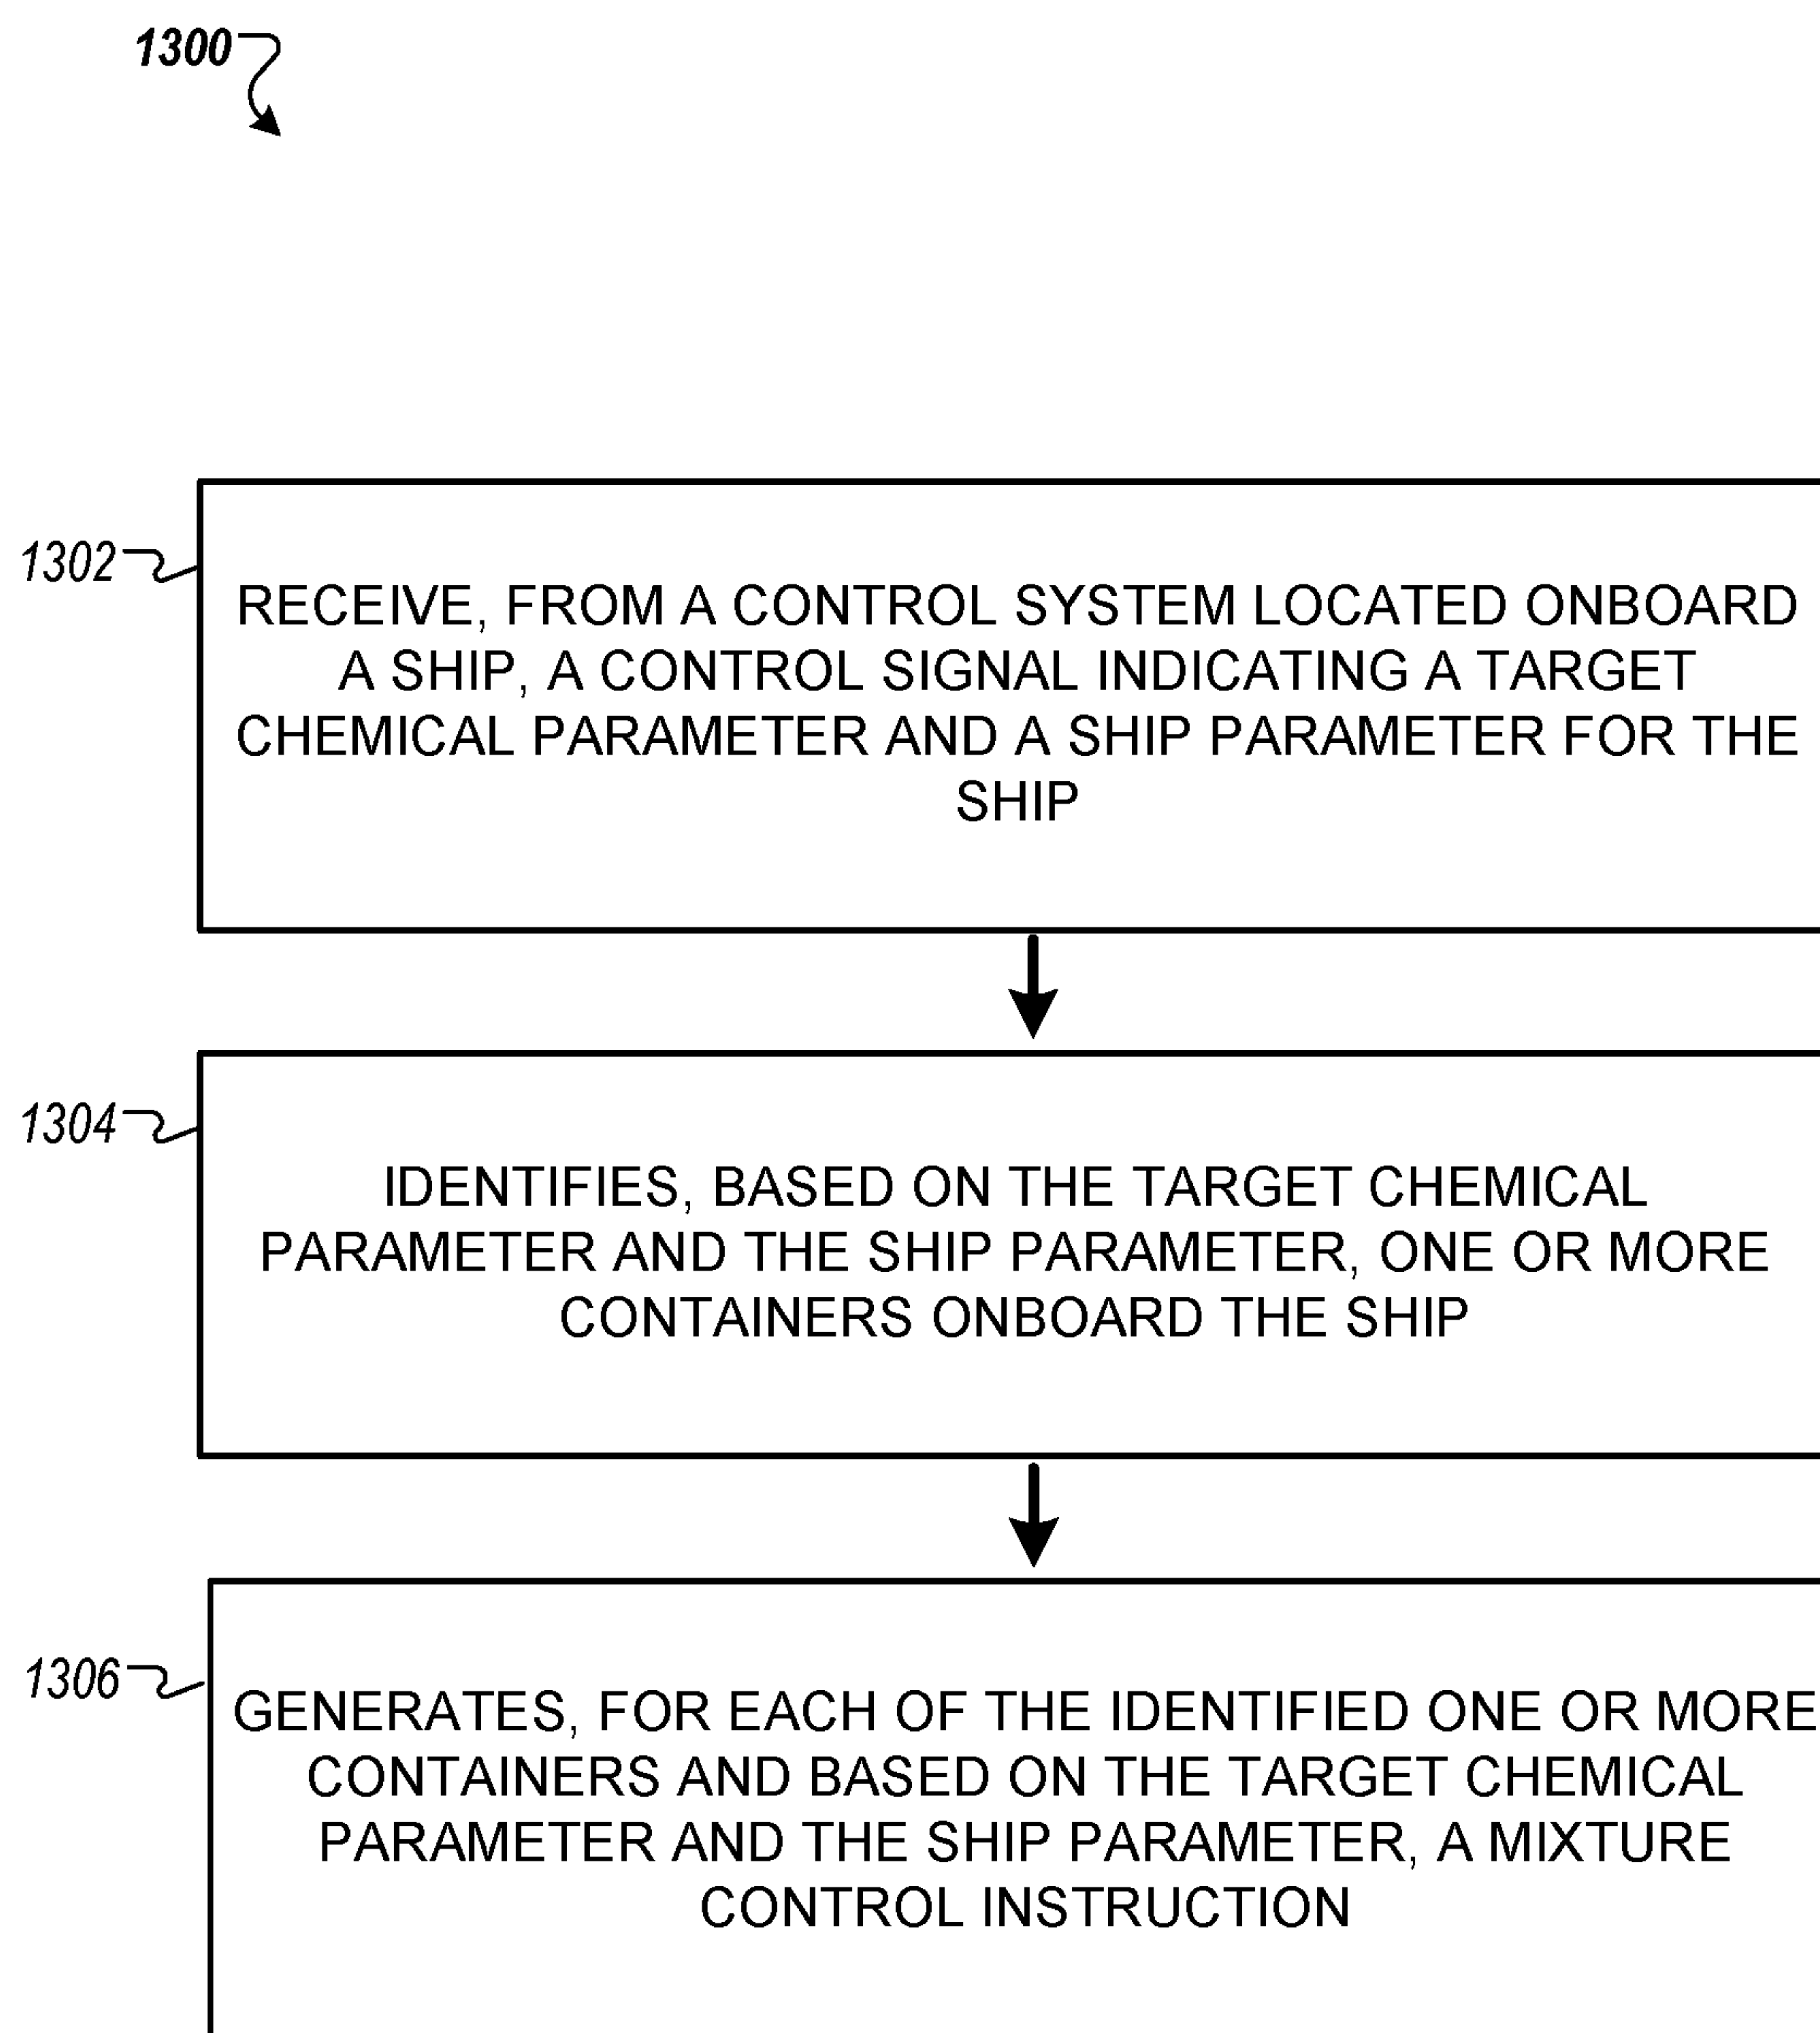 1300
1302
RECEIVE, FROM A CONTROL SYSTEM LOCATED ONBOARD
A SHIP, A CONTROL SIGNAL INDICATING A TARGET
CHEMICAL PARAMETER AND A SHIP PARAMETER FOR THE
SHIP
1304
IDENTIFIES, BASED ON THE TARGET CHEMICAL
PARAMETER AND THE SHIP PARAMETER, ONE OR MORE
CONTAINERS ONBOARD THE SHIP
1306
GENERATES, FOR EACH OF THE IDENTIFIED ONE OR MORE
CONTAINERS AND BASED ON THE TARGET CHEMICAL
PARAMETER AND THE SHIP PARAMETER, A MIXTURE
CONTROL INSTRUCTION